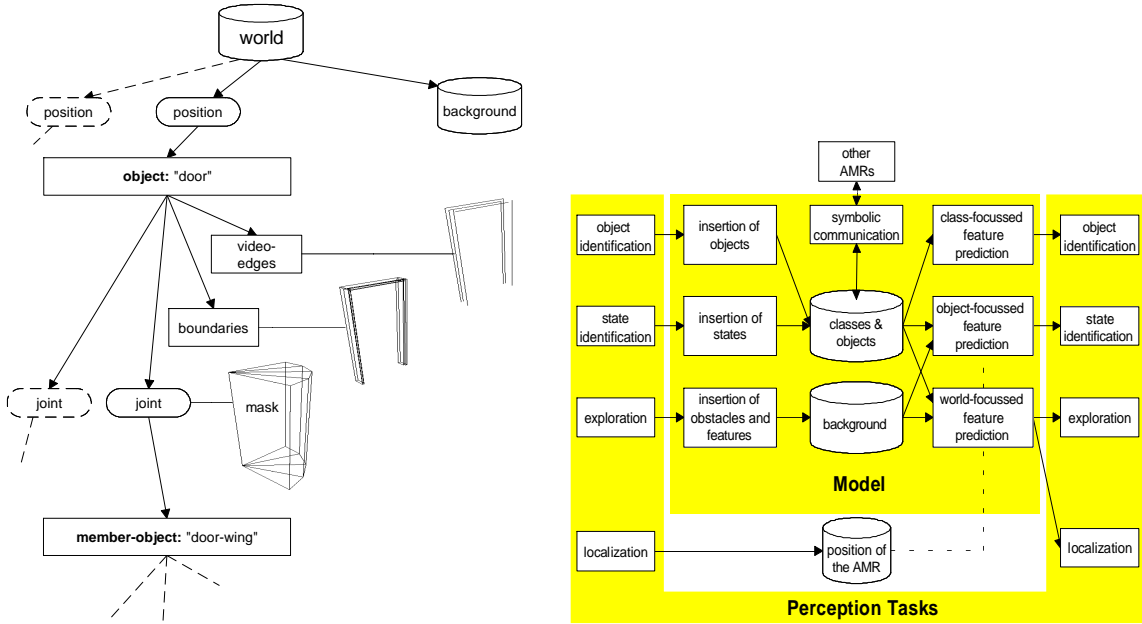 world
position
position
background
object: "door"
video-
edges
boundaries
joint
joint
mask
member-object: "door-wing"
other
AMRs
object
identification
insertion of
objects
symbolic
communication
class-focussed
feature
prediction
object
identification
state
identification
insertion of
states
classes &
objects
object-focussed
feature
prediction
state
identification
exploration
insertion of
obstacles and
features
background
world-focussed
feature
prediction
exploration
Model
localization
position of
the AMR
localization
Perception Tasks